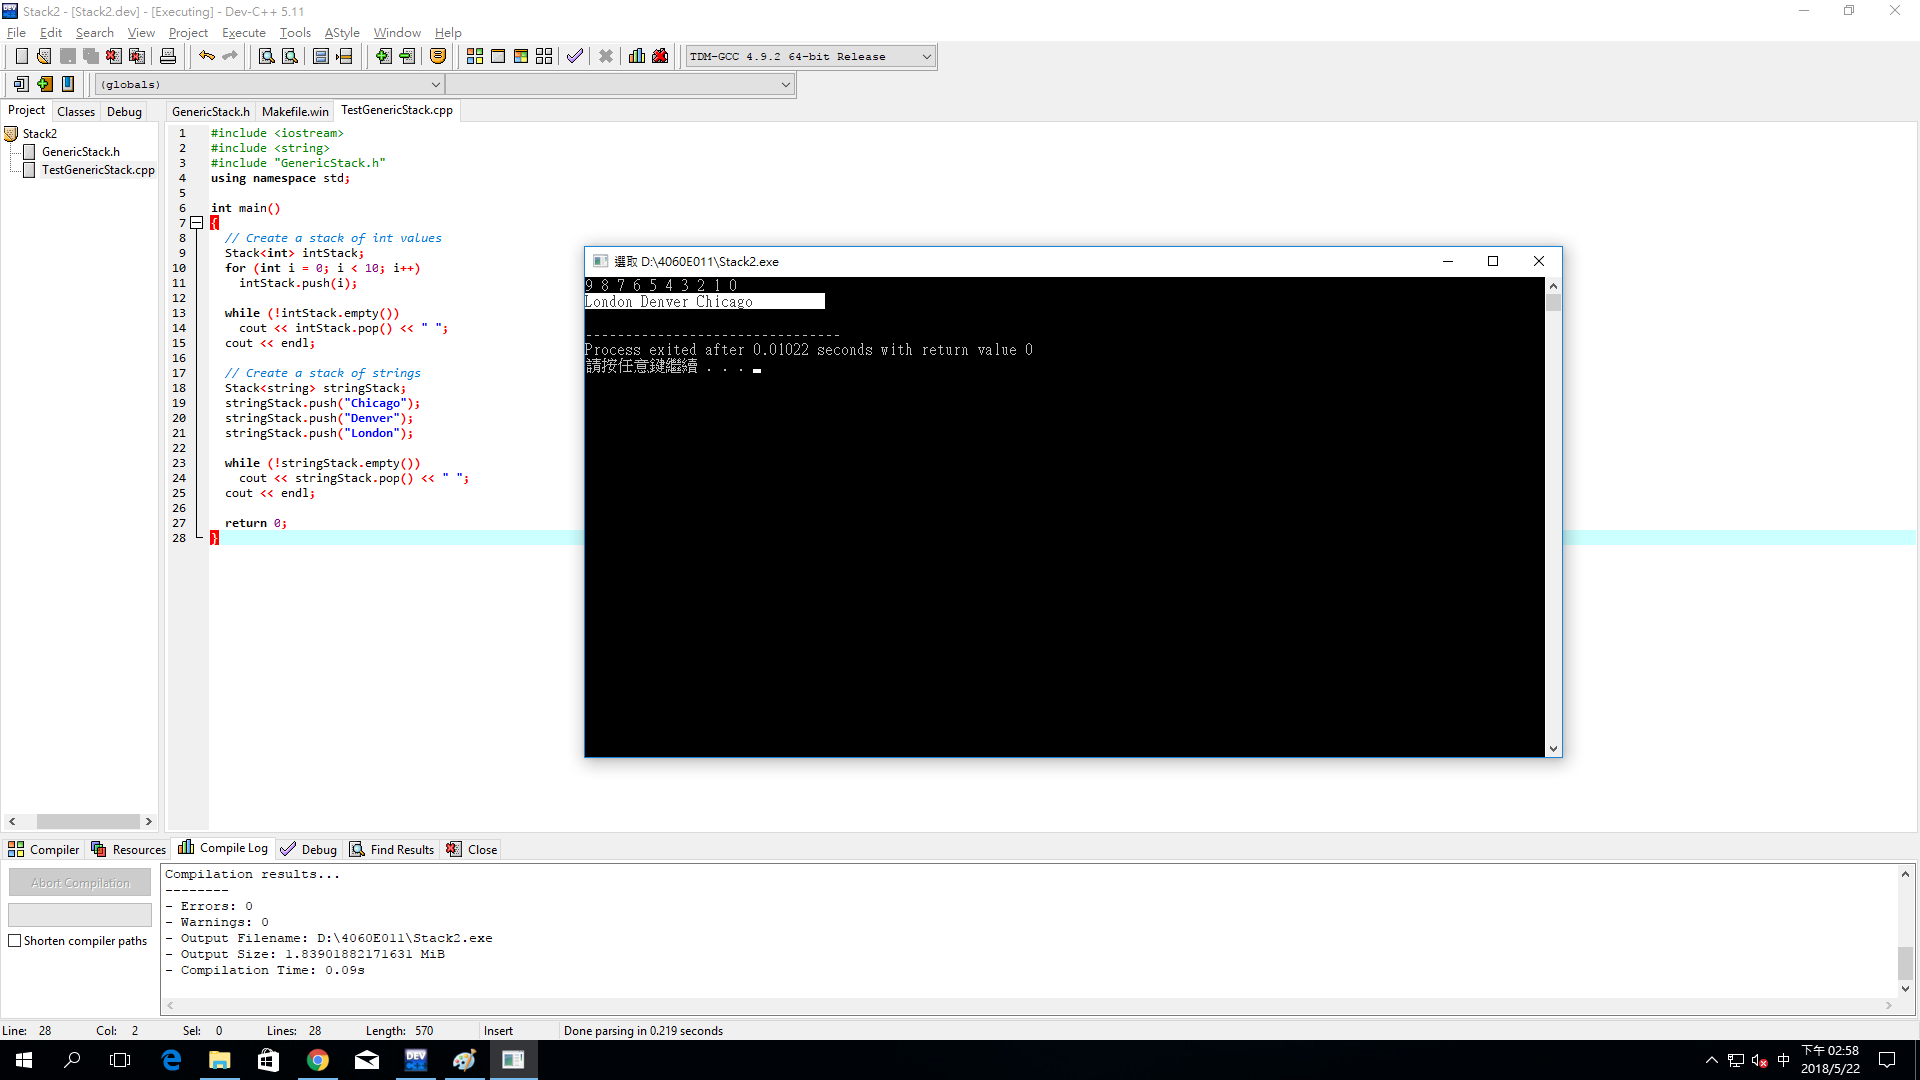 Stack2 - [Stack2.dev] - [Executing] - Dev-C++ 5.11
File Edit Search View Project Execute Tools AStyle Window Help
TDM-GCC 4.9.2 64-bit Release
(globals)
Project Classes Debug
GenericStack.h Makefile.win TestGenericStack.cpp
Stack2
GenericStack.h
TestGenericStack.cpp
1 #include <iostream>
2 #include <string>
3 #include "GenericStack.h"
4 using namespace std;
5
6 int main()
7 {
8 // Create a stack of int values
9 Stack<int> intStack;
10 for (int i = 0; i < 10; i++)
11 intStack.push(i);
12
13 while (!intStack.empty())
14 cout << intStack.pop() << " ";
15 cout << endl;
16
17 // Create a stack of strings
18 Stack<string> stringStack;
19 stringStack.push("Chicago");
20 stringStack.push("Denver");
21 stringStack.push("London");
22
23 while (!stringStack.empty())
24 cout << stringStack.pop() << " ";
25 cout << endl;
26
27 return 0;
28 }
選取 D:\4060E011\Stack2.exe
9 8 7 6 5 4 3 2 1 0
London Denver Chicago
--------------------------------
Process exited after 0.01022 seconds with return value 0
請按任意鍵繼續 . . .
Compiler Resources Compile Log Debug Find Results Close
Abort Compilation
Shorten compiler paths
Compilation results...
--------
- Errors: 0
- Warnings: 0
- Output Filename: D:\4060E011\Stack2.exe
- Output Size: 1.83901882171631 MiB
- Compilation Time: 0.09s
Line: 28 Col: 2 Sel: 0 Lines: 28 Length: 570 Insert Done parsing in 0.219 seconds
DEV
中
下午 02:58
2018/5/22